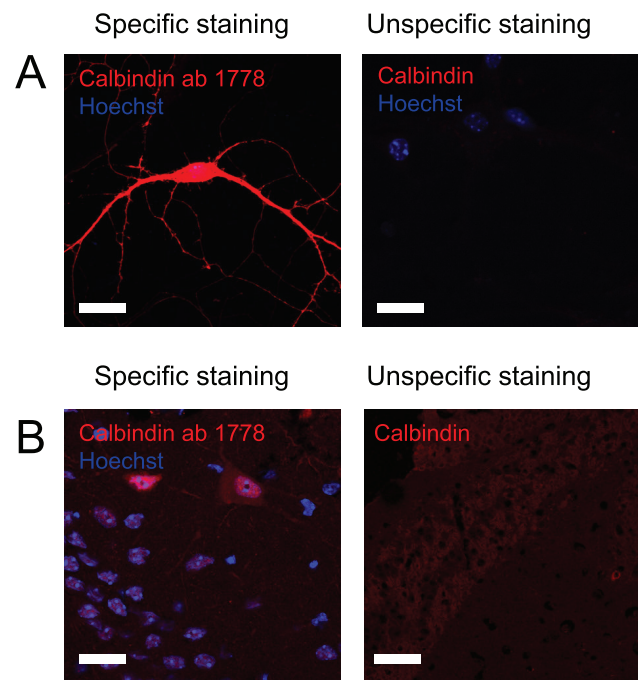 Specific staining
Unspecific staining
A
Calbindin ab 1778
Hoechst
Calbindin
Hoechst
Specific staining
Unspecific staining
B
Calbindin ab 1778
Hoechst
Calbindin